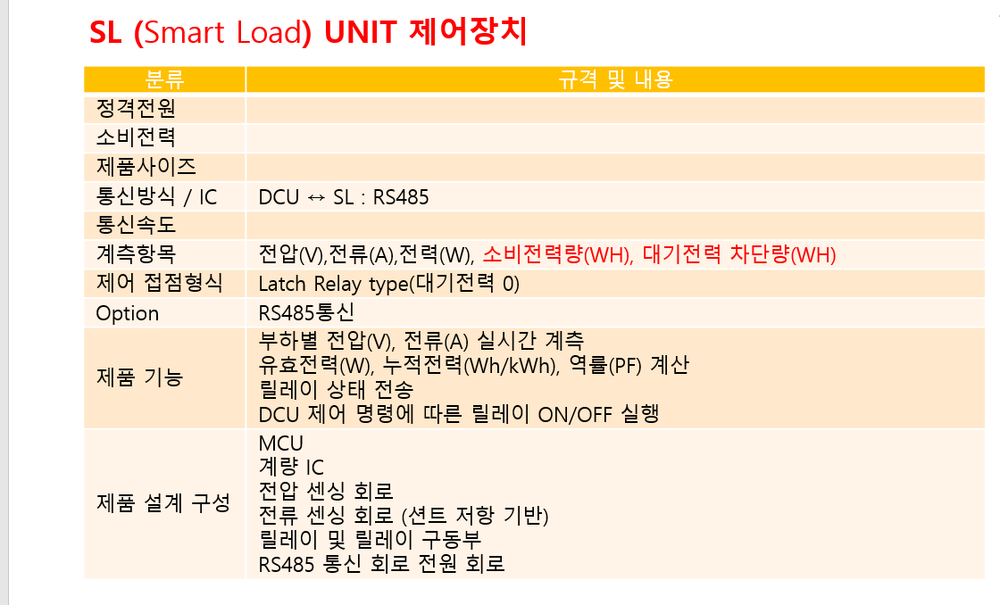 SL (Smart Load) UNIT 제어장치
분류 규격 및 내용
정격전원
소비전력
제품사이즈
통신방식 / IC DCU ↔ SL : RS485
통신속도
계측항목 전압(V),전류(A),전력(W), 소비전력량(WH), 대기전력 차단량(WH)
제어 접점형식 Latch Relay type(대기전력 0)
Option RS485통신
제품 기능
부하별 전압(V), 전류(A) 실시간 계측
유효전력(W), 누적전력(Wh/kWh), 역률(PF) 계산
릴레이 상태 전송
DCU 제어 명령에 따른 릴레이 ON/OFF 실행
제품 설계 구성
MCU
계량 IC
전압 센싱 회로
전류 센싱 회로 (션트 저항 기반)
릴레이 및 릴레이 구동부
RS485 통신 회로 전원 회로